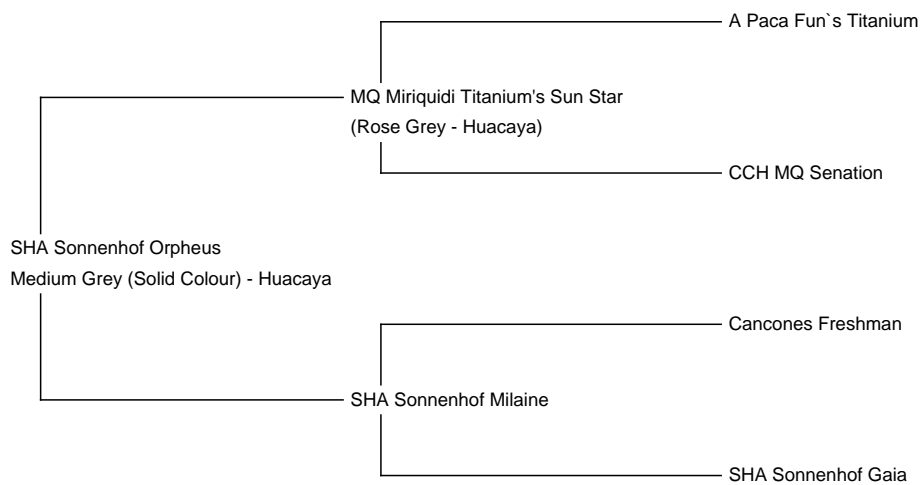 A Paca Fun`s Titanium
MQ Miriquidi Titanium's Sun Star
(Rose Grey - Huacaya)
CCH MQ Senation
SHA Sonnenhof Orpheus
Medium Grey (Solid Colour) - Huacaya
Cancones Freshman
SHA Sonnenhof Milaine
SHA Sonnenhof Gaia